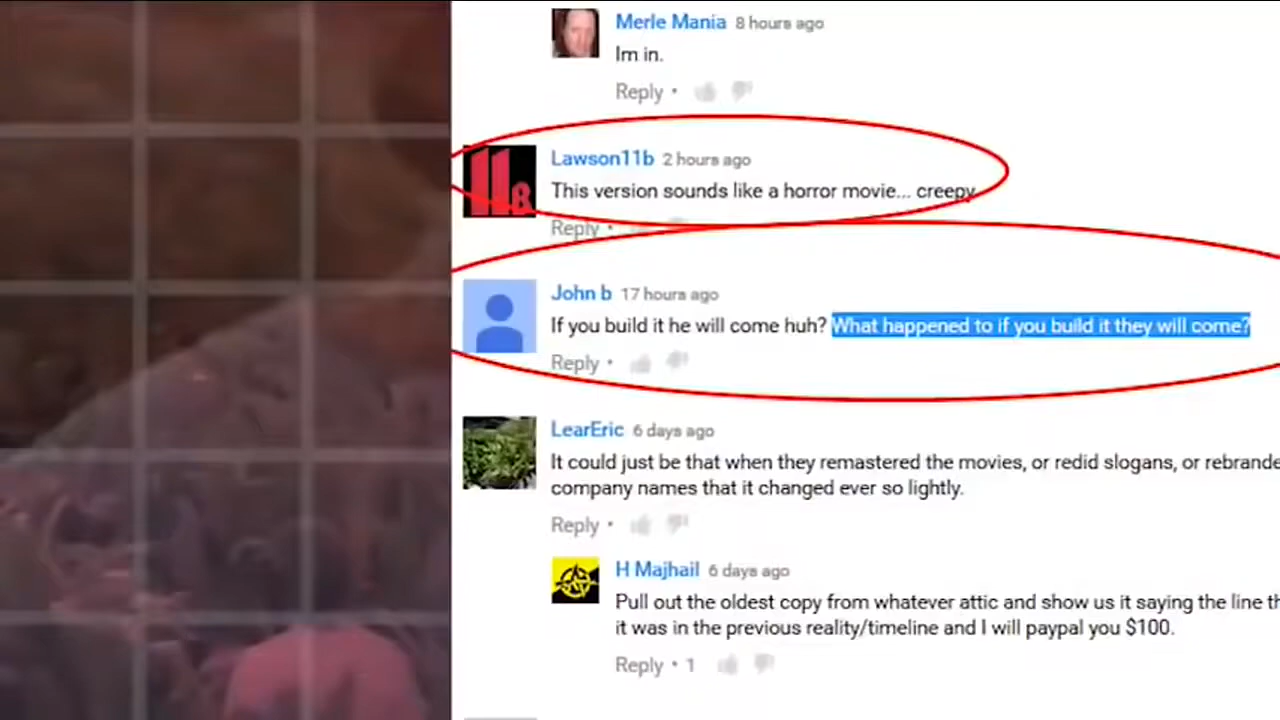 Merle Mania 8 hours ago
Im in.
Reply •
11B
Lawson11b 2 hours ago
This version sounds like a horror movie... creepy
Reply •
John b 17 hours ago
If you build it he will come huh? What happened to if you build it they will come?
Reply •
LearEric 6 days ago
It could just be that when they remastered the movies, or redid slogans, or rebrande
company names that it changed ever so lightly.
Reply •
H Majhail 6 days ago
Pull out the oldest copy from whatever attic and show us it saying the line th
it was in the previous reality/timeline and I will paypal you $100.
Reply • 1